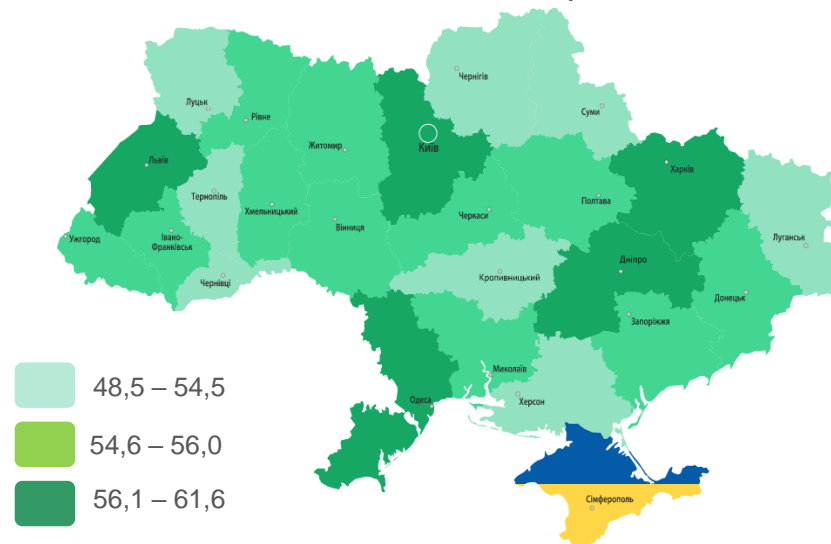 Чернігів
Луцьк
Суми
Рівне
Київ
Житомир
Львів
Харків
Тернопіль
Полтава
Хмельницький
Черкаси
Вінниця
Івано-
Франківськ
Ужгород
Луганськ
Дніпро
Кропивницький
Чернівці
Донецьк
Запоріжжя
Миколаїв
Херсон
Одеса
Сімферополь
48,5 – 54,5
54,6 – 56,0
56,1 – 61,6